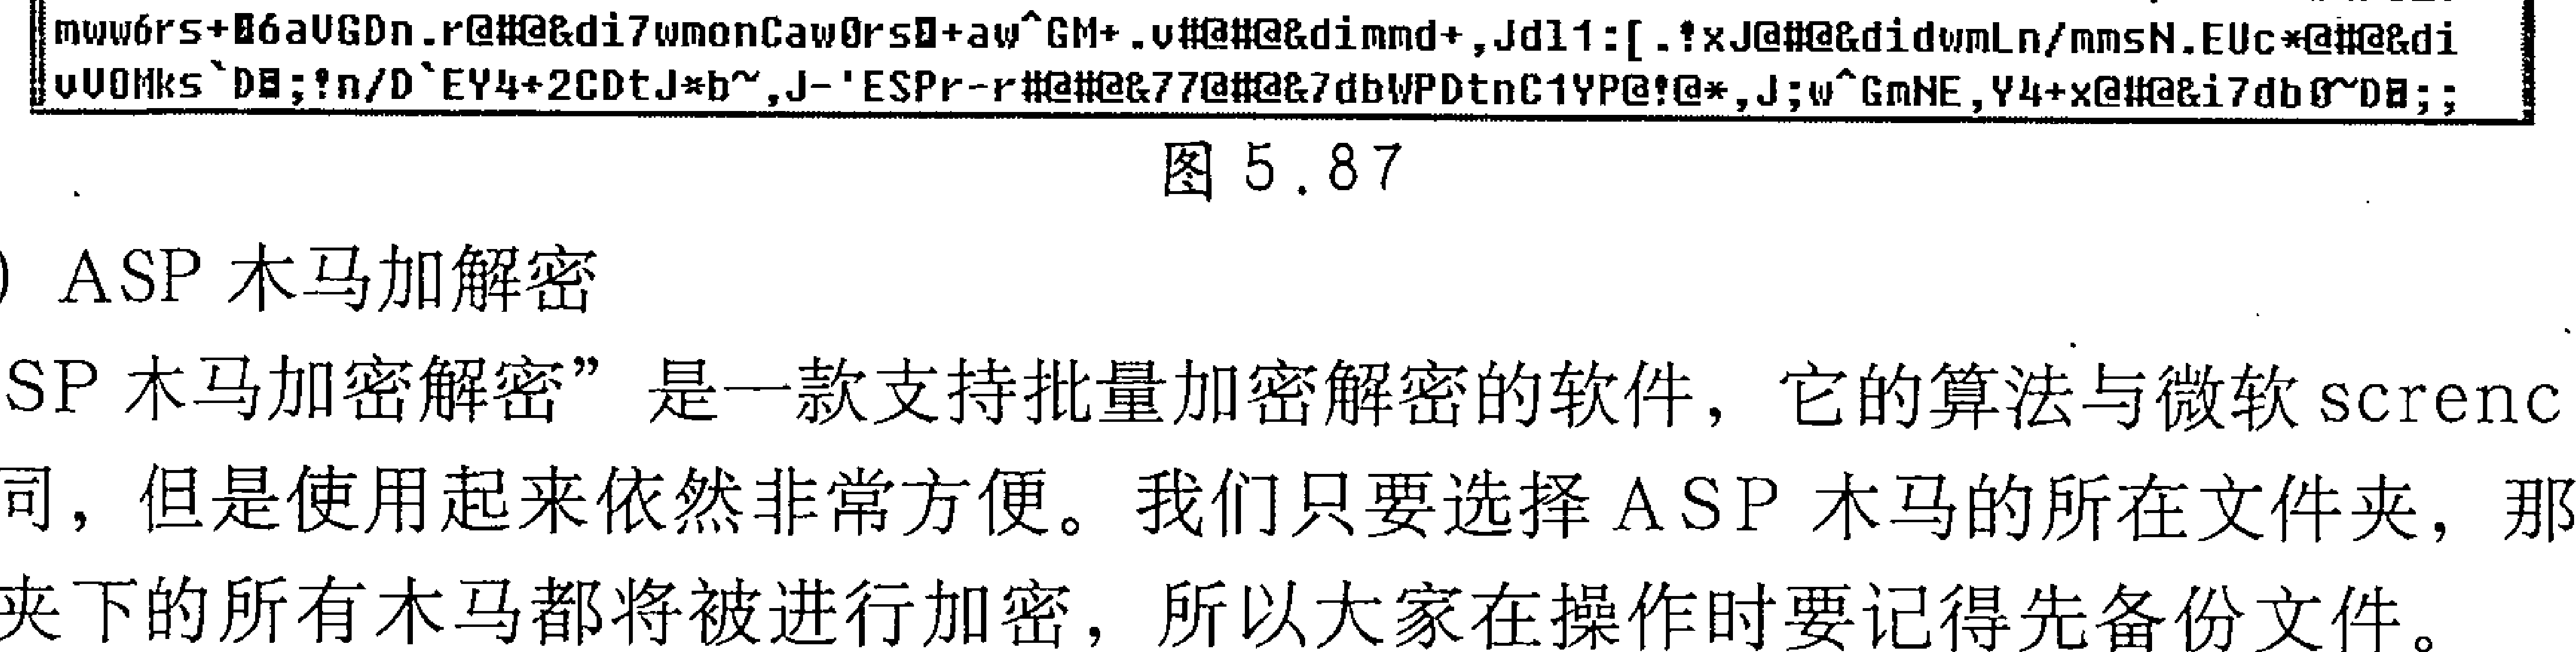 mww6rs+6aVGDn.r@#@&di7wmonCaw0rs+aw^GM+.v#@#@&dimmd+,Jdl1:[.!xJ@#@&didwmLn/mmsN.EUc*@#@&di
vU0Mks`D;!n/D`EY4+2CDtJ*b~,J-'ESPr-r#@#@&77@#@&7dbWPDtnC1YP@!@*,J;w^GmNE,Y4+x@#@&i7db0~D;;
图 5.87
) ASP 木马加解密
SP 木马加密解密” 是一款支持批量加密解密的软件，它的算法与微软 screnc
同，但是使用起来依然非常方便。我们只要选择 ASP 木马的所在文件夹，那
夹下的所有木马都将被进行加密，所以大家在操作时要记得先备份文件。